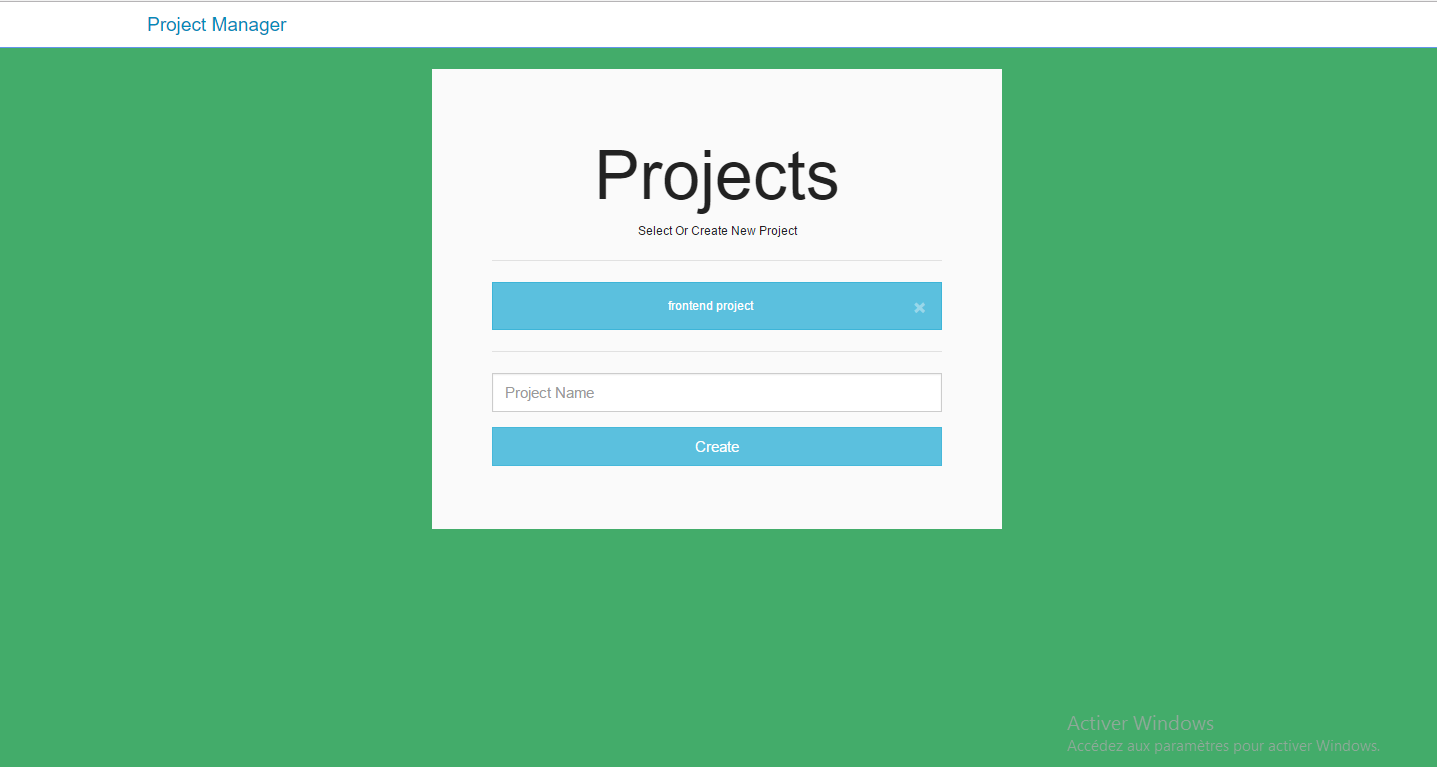 Project Manager
Projects
Select Or Create New Project
frontend project
Project Name
Create
Activer Windows
Accédez aux paramètres pour activer Windows.